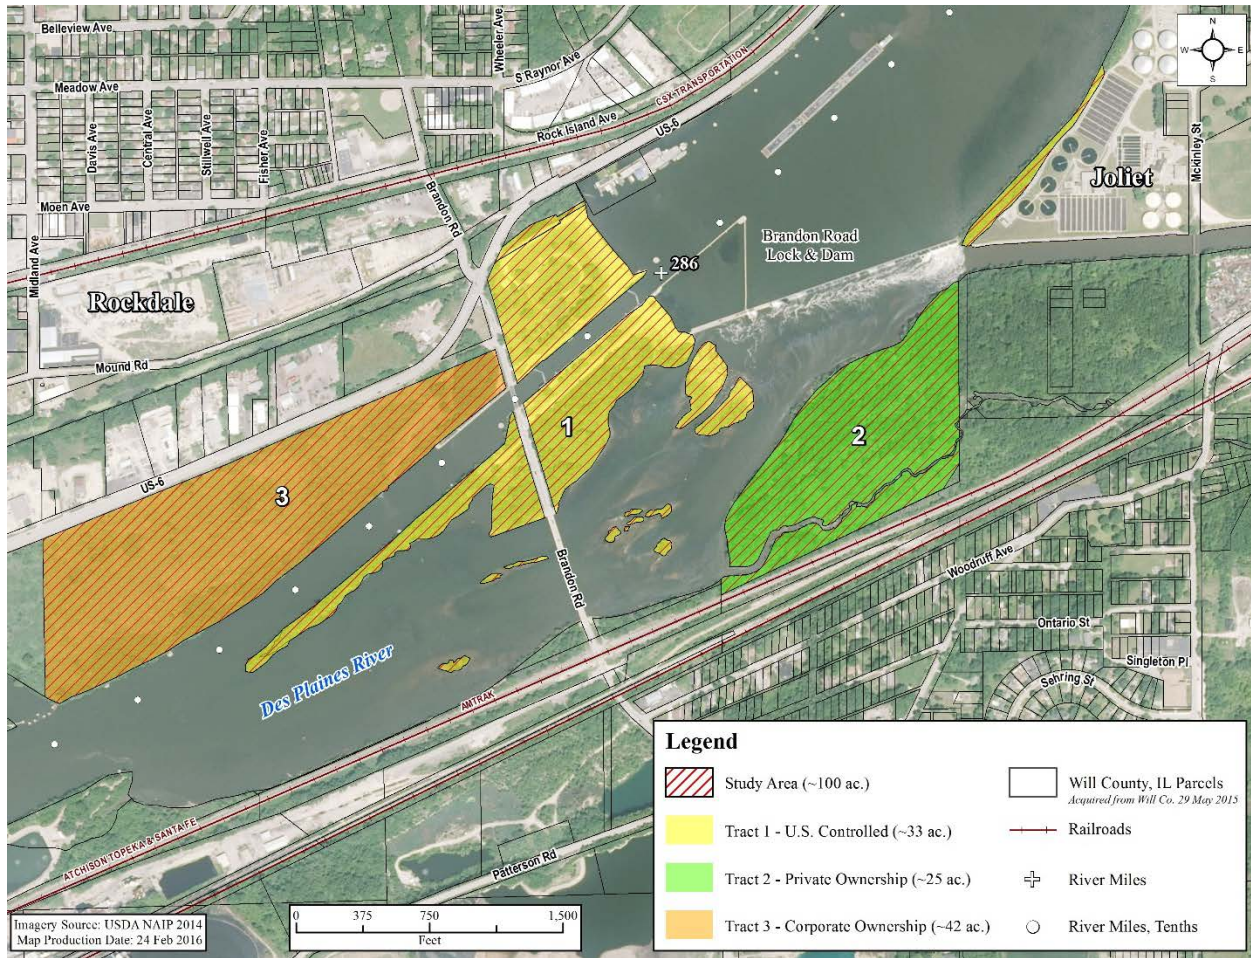 Belleview Ave
Wheeler Ave
N
W E
S
S Raynor Ave
Meadow Ave
CSX TRANSPORTATION
Rock Island Ave
US-6
Davis Ave
Central Ave
Stillwell Ave
Fisher Ave
Mckinley St
Joliet
Moen Ave
Brandon Rd
Midland Ave
Brandon Road
Lock & Dam
286
Rockdale
Mound Rd
1
2
US-6
3
Brandon Rd
Woodruff Ave
Ontario St
Singleton Pl
Sehring St
Des Plaines River
AMTRAK
ATCHISON TOPEKA & SANTA FE
Patterson Rd
Legend
Study Area (~100 ac.)
Tract 1 - U.S. Controlled (~33 ac.)
Tract 2 - Private Ownership (~25 ac.)
Tract 3 - Corporate Ownership (~42 ac.)
Will County, IL Parcels
Acquired from Will Co. 29 May 2015
Railroads
River Miles
River Miles, Tenths
Imagery Source: USDA NAIP 2014
Map Production Date: 24 Feb 2016
0 375 750 1,500
Feet